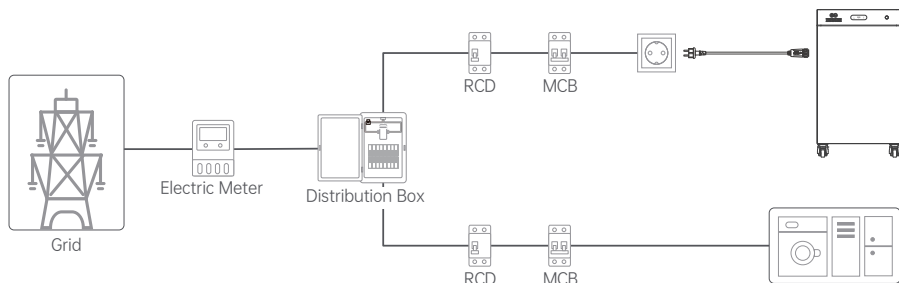 RCD
MCB
Electric Meter
Distribution Box
Grid
RCD
MCB